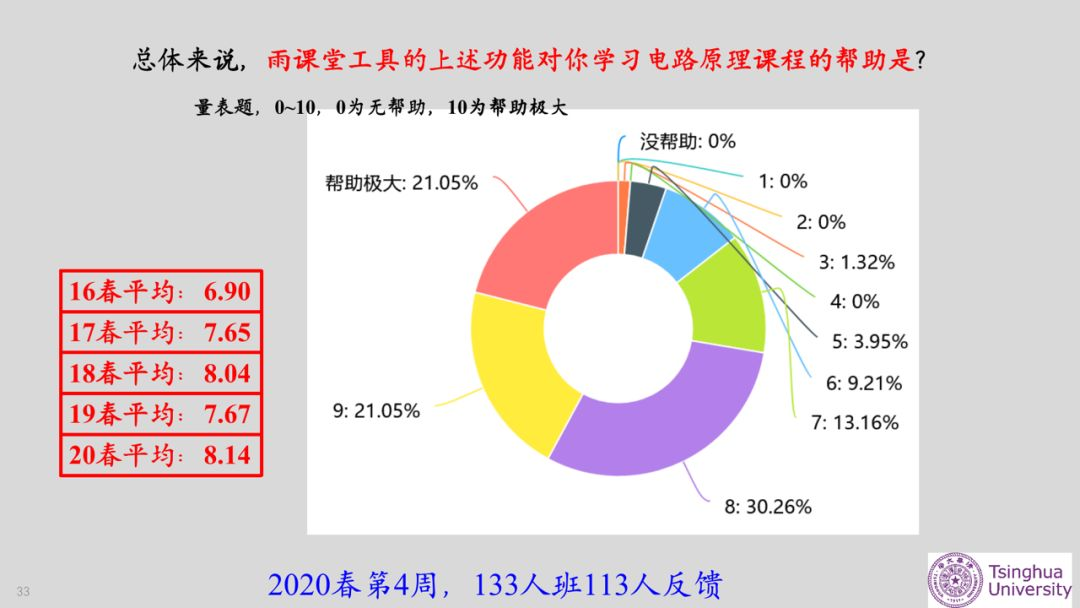 总体来说，雨课堂工具的上述功能对你学习电路原理课程的帮助是？
量表题，0~10，0为无帮助，10为帮助极大
没帮助: 0%
帮助极大: 21.05%
1: 0%
2: 0%
3: 1.32%
4: 0%
5: 3.95%
6: 9.21%
7: 13.16%
8: 30.26%
9: 21.05%
16春平均： 6.90
17春平均： 7.65
18春平均： 8.04
19春平均： 7.67
20春平均： 8.14
2020春第4周，133人班113人反馈
33
Tsinghua
University